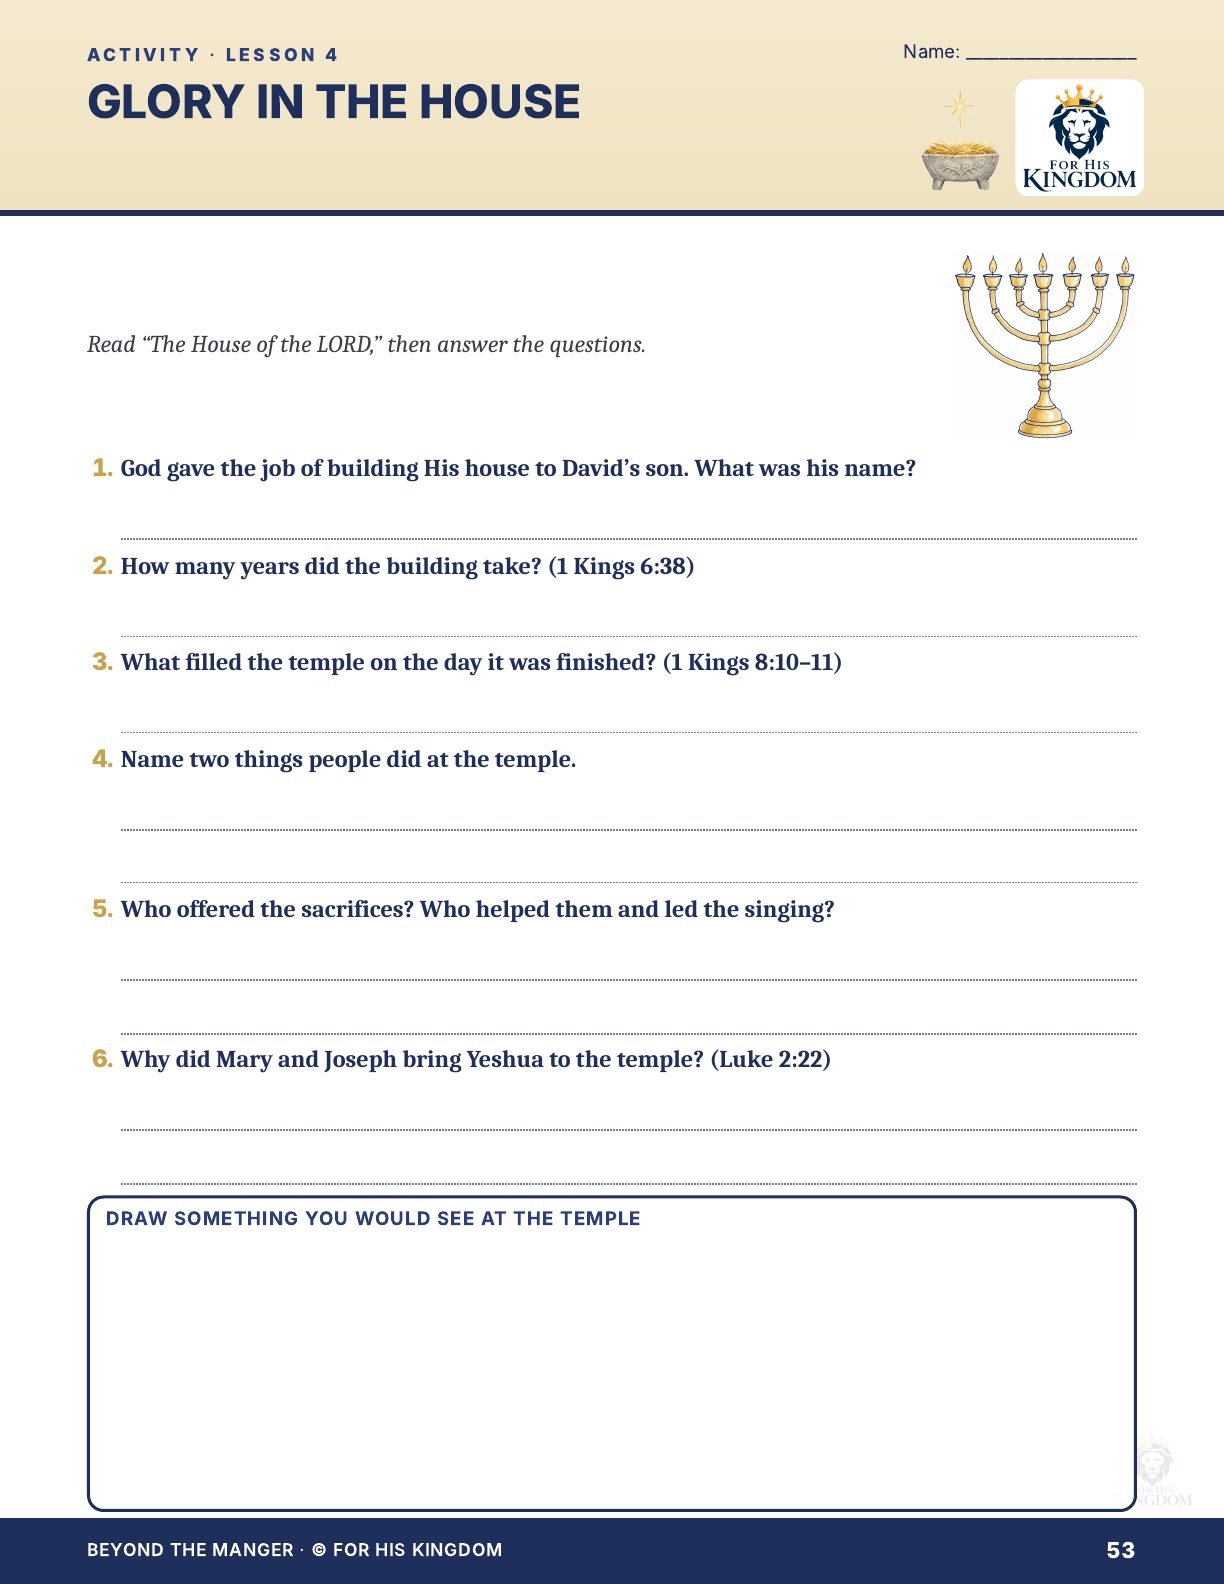 ACTIVITY · LESSON 4
Name: ___________________
GLORY IN THE HOUSE
FOR HIS
KINGDOM
Read “The House of the LORD,” then answer the questions.
1. God gave the job of building His house to David’s son. What was his name?
2. How many years did the building take? (1 Kings 6:38)
3. What filled the temple on the day it was finished? (1 Kings 8:10–11)
4. Name two things people did at the temple.
5. Who offered the sacrifices? Who helped them and led the singing?
6. Why did Mary and Joseph bring Yeshua to the temple? (Luke 2:22)
DRAW SOMETHING YOU WOULD SEE AT THE TEMPLE
FOR HIS
KINGDOM
BEYOND THE MANGER · © FOR HIS KINGDOM
53